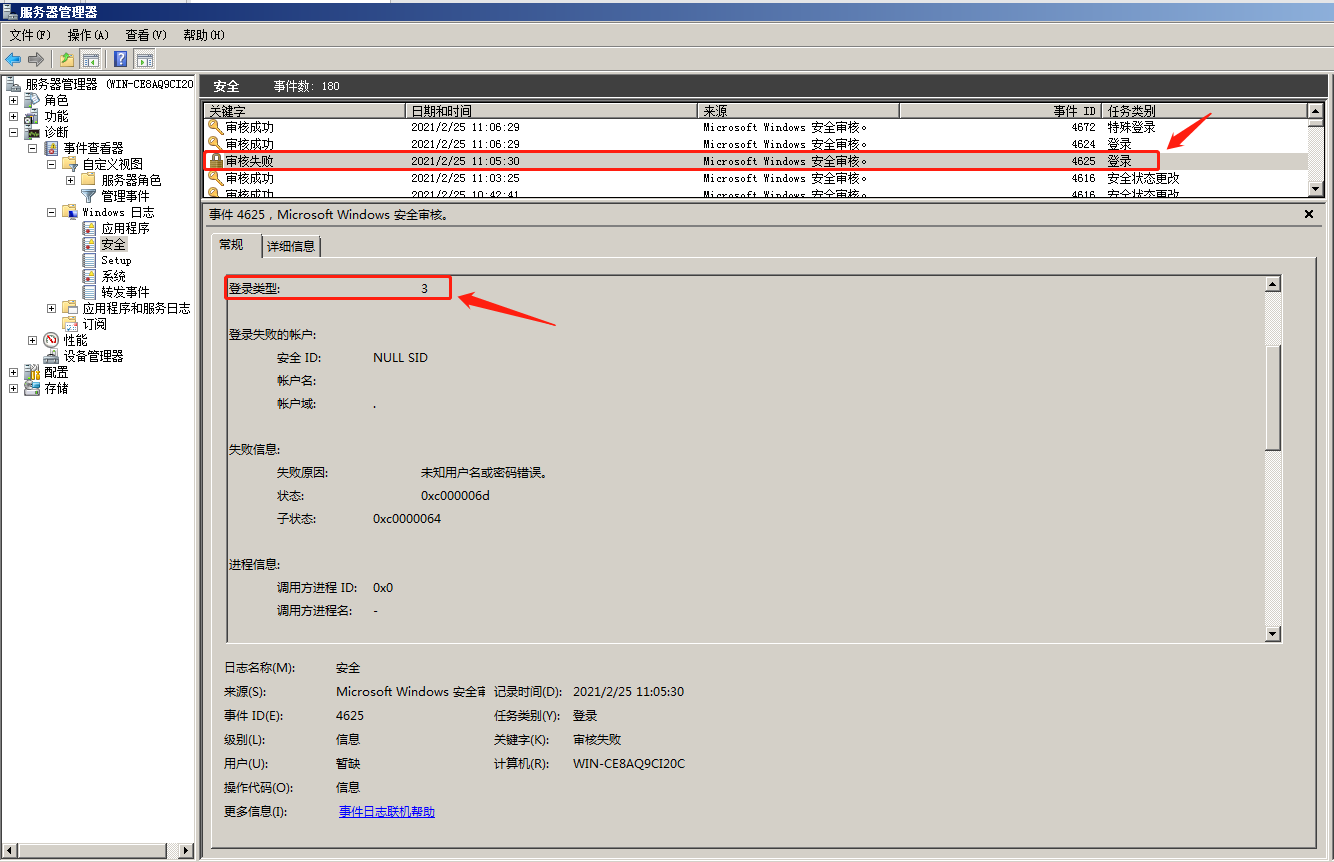 服务器管理器
文件(F) 操作(A) 查看(V) 帮助(H)
服务器管理器 (WIN-CE8AQ9CI20
角色
功能
诊断
事件查看器
自定义视图
服务器角色
管理事件
Windows 日志
应用程序
安全
Setup
系统
转发事件
应用程序和服务日志
订阅
性能
设备管理器
配置
存储
安全 事件数: 180
关键字 日期和时间 来源 事件 ID 任务类别
审核成功 2021/2/25 11:06:29 Microsoft Windows 安全审核。 4672 特殊登录
审核成功 2021/2/25 11:06:29 Microsoft Windows 安全审核。 4624 登录
审核失败 2021/2/25 11:05:30 Microsoft Windows 安全审核。 4625 登录
审核成功 2021/2/25 11:03:25 Microsoft Windows 安全审核。 4616 安全状态更改
审核成功 2021/2/25 10:42:41 Microsoft Windows 安全审核。 4616 安全状态更改
事件 4625，Microsoft Windows 安全审核。
常规 详细信息
登录类型: 3
登录失败的帐户:
安全 ID: NULL SID
帐户名:
帐户域: .
失败信息:
失败原因: 未知用户名或密码错误。
状态: 0xc000006d
子状态: 0xc0000064
进程信息:
调用方进程 ID: 0x0
调用方进程名: -
日志名称(M): 安全
来源(S): Microsoft Windows 安全审 记录时间(D): 2021/2/25 11:05:30
事件 ID(E): 4625 任务类别(Y): 登录
级别(L): 信息 关键字(K): 审核失败
用户(U): 暂缺 计算机(R): WIN-CE8AQ9CI20C
操作代码(O): 信息
更多信息(I): 事件日志联机帮助